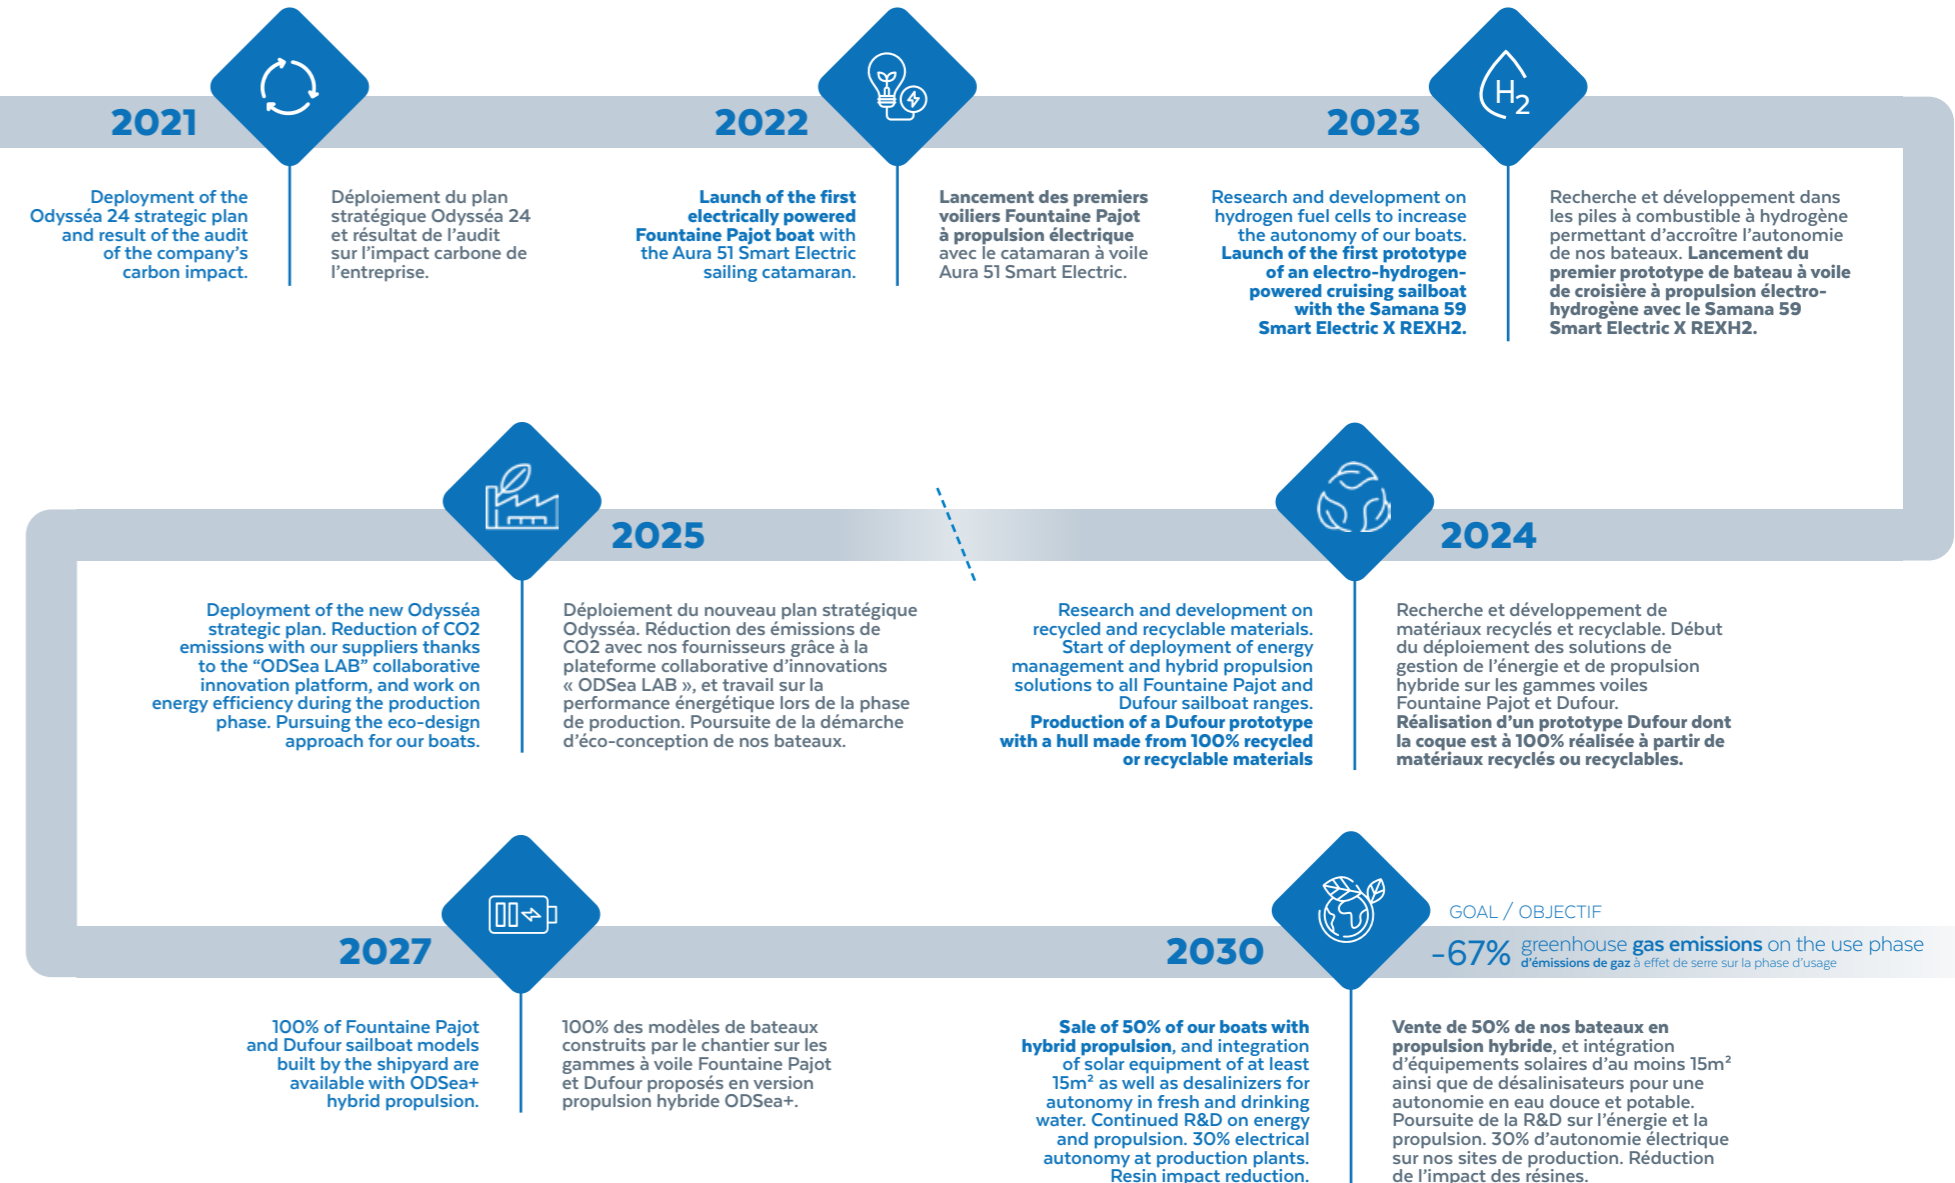 2021
Deployment of the
Odysséa 24 strategic plan
and result of the audit
of the company's
carbon impact.
Déploiement du plan
stratégique Odysséa 24
et résultat de l'audit
sur l'impact carbone de
l'entreprise.
2022
Launch of the first
electrically powered
Fountaine Pajot boat with
the Aura 51 Smart Electric
sailing catamaran.
Lancement des premiers
voiliers Fountaine Pajot
à propulsion électrique
avec le catamaran à voile
Aura 51 Smart Electric.
2023
H2
Research and development on
hydrogen fuel cells to increase
the autonomy of our boats.
Launch of the first prototype
of an electro-hydrogen-
powered cruising sailboat
with the Samana 59
Smart Electric X REXH2.
Recherche et développement dans
les piles à combustible à hydrogène
permettant d'accroître l'autonomie
de nos bateaux. Lancement du
premier prototype de bateau à voile
de croisière à propulsion électro-
hydrogène avec le Samana 59
Smart Electric X REXH2.
2024
Research and development on
recycled and recyclable materials.
Start of deployment of energy
management and hybrid propulsion
solutions to all Fountaine Pajot and
Dufour sailboat ranges.
Production of a Dufour prototype
with a hull made from 100% recycled
or recyclable materials
Recherche et développement de
matériaux recyclés et recyclable. Début
du déploiement des solutions de
gestion de l'énergie et de propulsion
hybride sur les gammes voiles
Fountaine Pajot et Dufour.
Réalisation d'un prototype Dufour dont
la coque est à 100% réalisée à partir de
matériaux recyclés ou recyclables.
2025
Deployment of the new Odysséa
strategic plan. Reduction of CO2
emissions with our suppliers thanks
to the “ODSea LAB” collaborative
innovation platform, and work on
energy efficiency during the production
phase. Pursuing the eco-design
approach for our boats.
Déploiement du nouveau plan stratégique
Odysséa. Réduction des émissions de
CO2 avec nos fournisseurs grâce à la
plateforme collaborative d'innovations
« ODSea LAB », et travail sur la
performance énergétique lors de la phase
de production. Poursuite de la démarche
d'éco-conception de nos bateaux.
2027
100% of Fountaine Pajot
and Dufour sailboat models
built by the shipyard are
available with ODSea+
hybrid propulsion.
100% des modèles de bateaux
construits par le chantier sur les
gammes à voile Fountaine Pajot
et Dufour proposés en version
propulsion hybride ODSea+.
2030
GOAL / OBJECTIF
-67% greenhouse gas emissions on the use phase
d'émissions de gaz à effet de serre sur la phase d'usage
Sale of 50% of our boats with
hybrid propulsion, and integration
of solar equipment of at least
15m² as well as desalinizers for
autonomy in fresh and drinking
water. Continued R&D on energy
and propulsion. 30% electrical
autonomy at production plants.
Resin impact reduction.
Vente de 50% de nos bateaux en
propulsion hybride, et intégration
d'équipements solaires d'au moins 15m²
ainsi que de désalinisateurs pour une
autonomie en eau douce et potable.
Poursuite de la R&D sur l'énergie et la
propulsion. 30% d'autonomie électrique
sur nos sites de production. Réduction
de l'impact des résines.